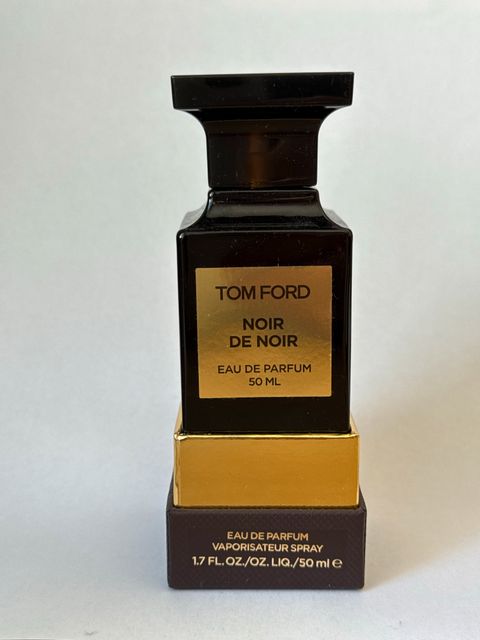 TOM FORD
NOIR
DE NOIR
EAU DE PARFUM
50 ML
EAU DE PARFUM
VAPORISATEUR SPRAY
1.7 FL. OZ./OZ. LIQ./50 ml ℮